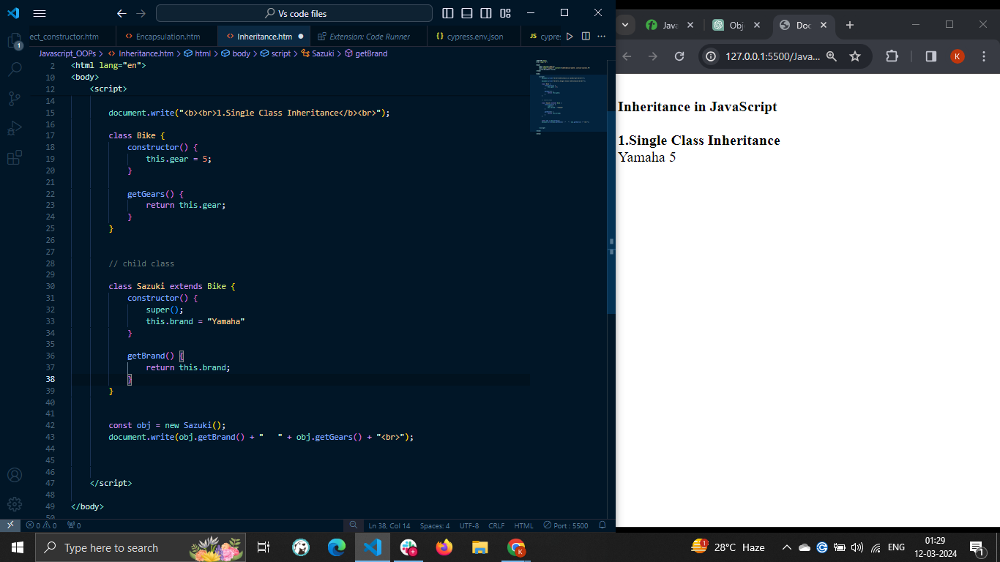 Vs code files
ect_constructor.htm
Encapsulation.htm
Inheritance.htm
Extension: Code Runner
cypress.env.json
JS cypre
Javascript_OOPs > Inheritance.htm > html > body > script > Sazuki > getBrand
2 <html lang="en">
10 <body>
12 <script>
14
15 document.write("<b><br>1.Single Class Inheritance</b><br>");
16
17 class Bike {
18 constructor() {
19 this.gear = 5;
20 }
21
22 getGears() {
23 return this.gear;
24 }
25 }
26
27
28 // child class
29
30 class Sazuki extends Bike {
31 constructor() {
32 super();
33 this.brand = "Yamaha"
34 }
35
36 getBrand() {
37 return this.brand;
38 }
39 }
40
41
42 const obj = new Sazuki();
43 document.write(obj.getBrand() + "   " + obj.getGears() + "<br>");
44
45
46
47 </script>
48
49 </body>
50
1
0 0 0
Ln 38, Col 14 Spaces: 4 UTF-8 CRLF HTML Port : 5500
Java
Obj
Doc
127.0.0.1:5500/Java...
K
Inheritance in JavaScript
1.Single Class Inheritance
Yamaha 5
Type here to search
K
1
28°C Haze
ENG
01:29
12-03-2024
1